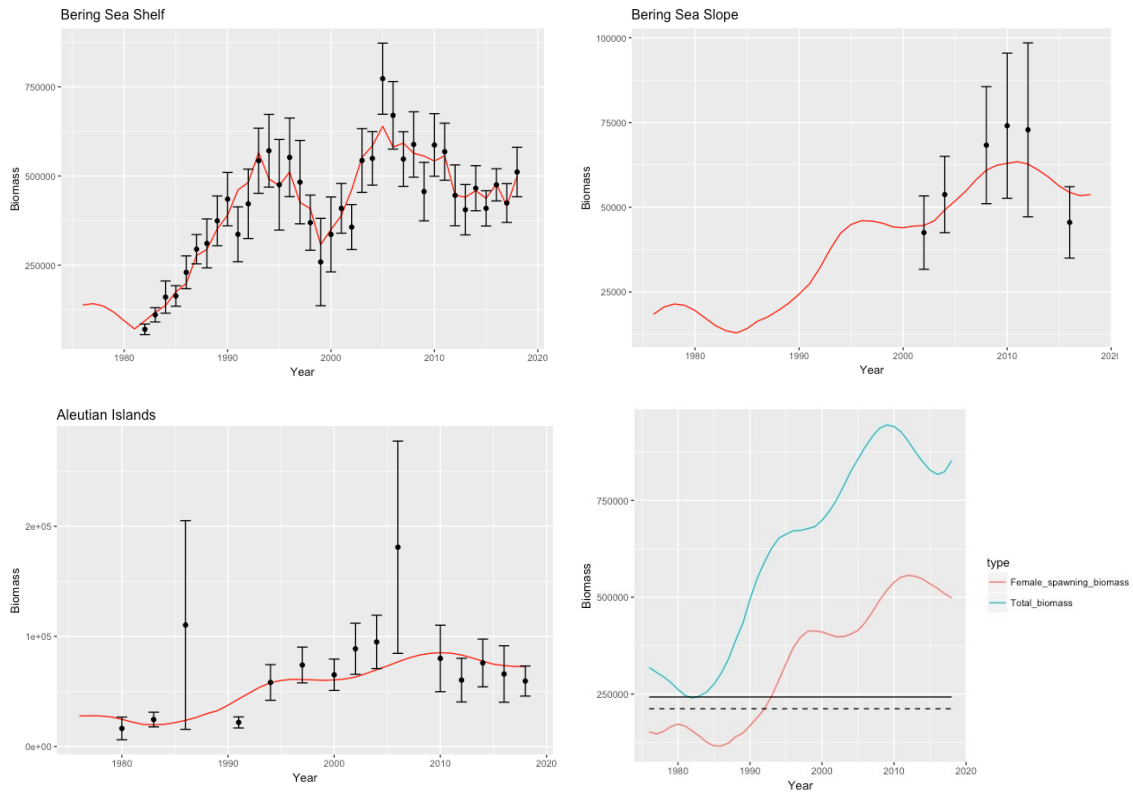 Bering Sea Shelf
750000
500000
250000
Biomass
1980
1990
2000
2010
2020
Year
Bering Sea Slope
100000
75000
50000
25000
Biomass
1980
1990
2000
2010
202
Year
Aleutian Islands
2e+05
1e+05
0e+00
Biomass
1980
1990
2000
2010
2020
Year
750000
500000
250000
Biomass
1980
1990
2000
2010
2020
Year
type
Female_spawning_biomass
Total_biomass